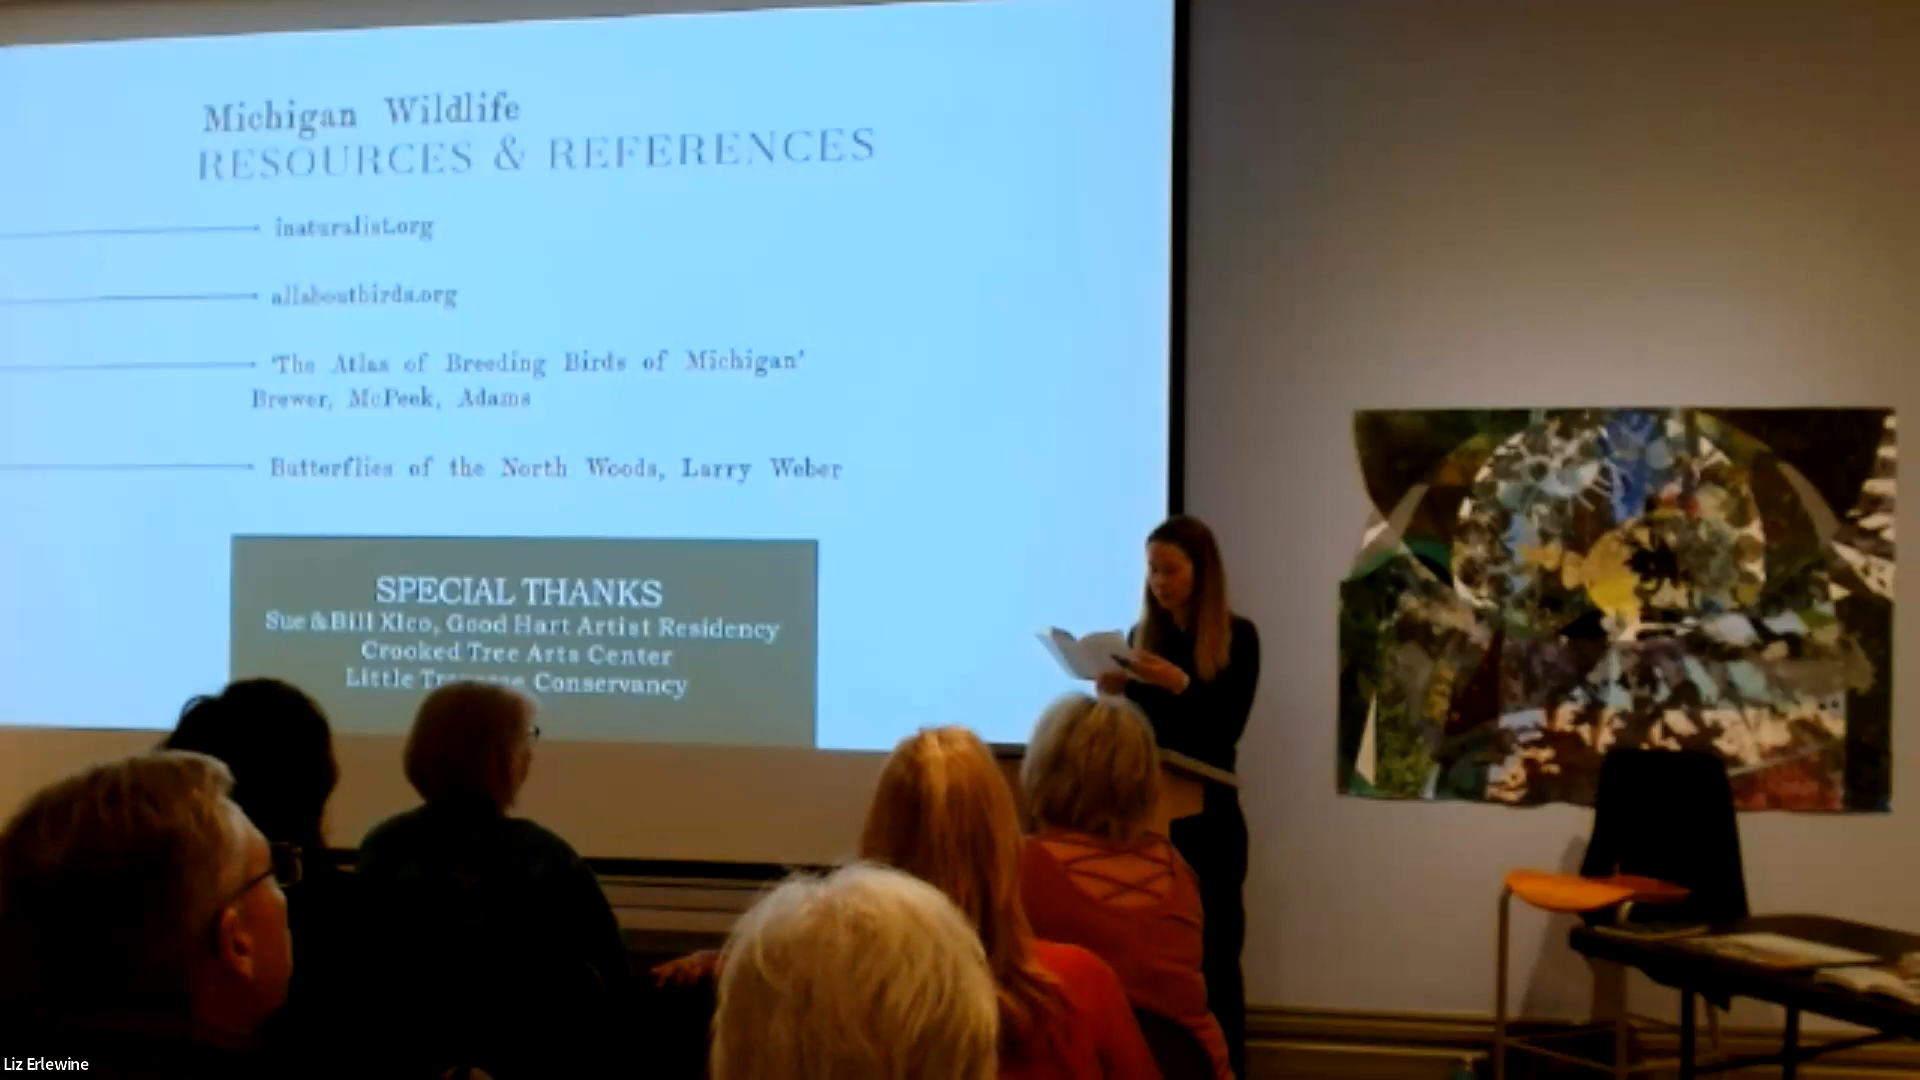 Michigan Wildlife
RESOURCES & REFERENCES
inaturalist.org
allaboutbirds.org
'The Atlas of Breeding Birds of Michigan'
Brewer, McPeek, Adams
Butterflies of the North Woods, Larry Weber
SPECIAL THANKS
Sue & Bill Klco, Good Hart Artist Residency
Crooked Tree Arts Center
Little Conservancy
Liz Erlewine